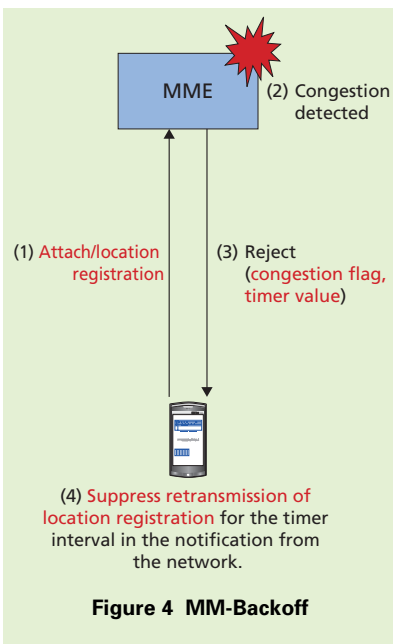 MME
(2) Congestion
detected
(1) Attach/location
registration
(3) Reject
(congestion flag,
timer value)
(4) Suppress retransmission of
location registration for the timer
interval in the notification from
the network.
Figure 4 MM-Backoff